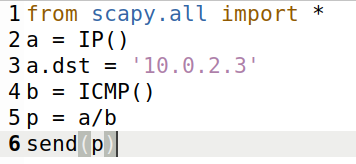 1 from scapy.all import *
2 a = IP()
3 a.dst = '10.0.2.3'
4 b = ICMP()
5 p = a/b
6 send(p)